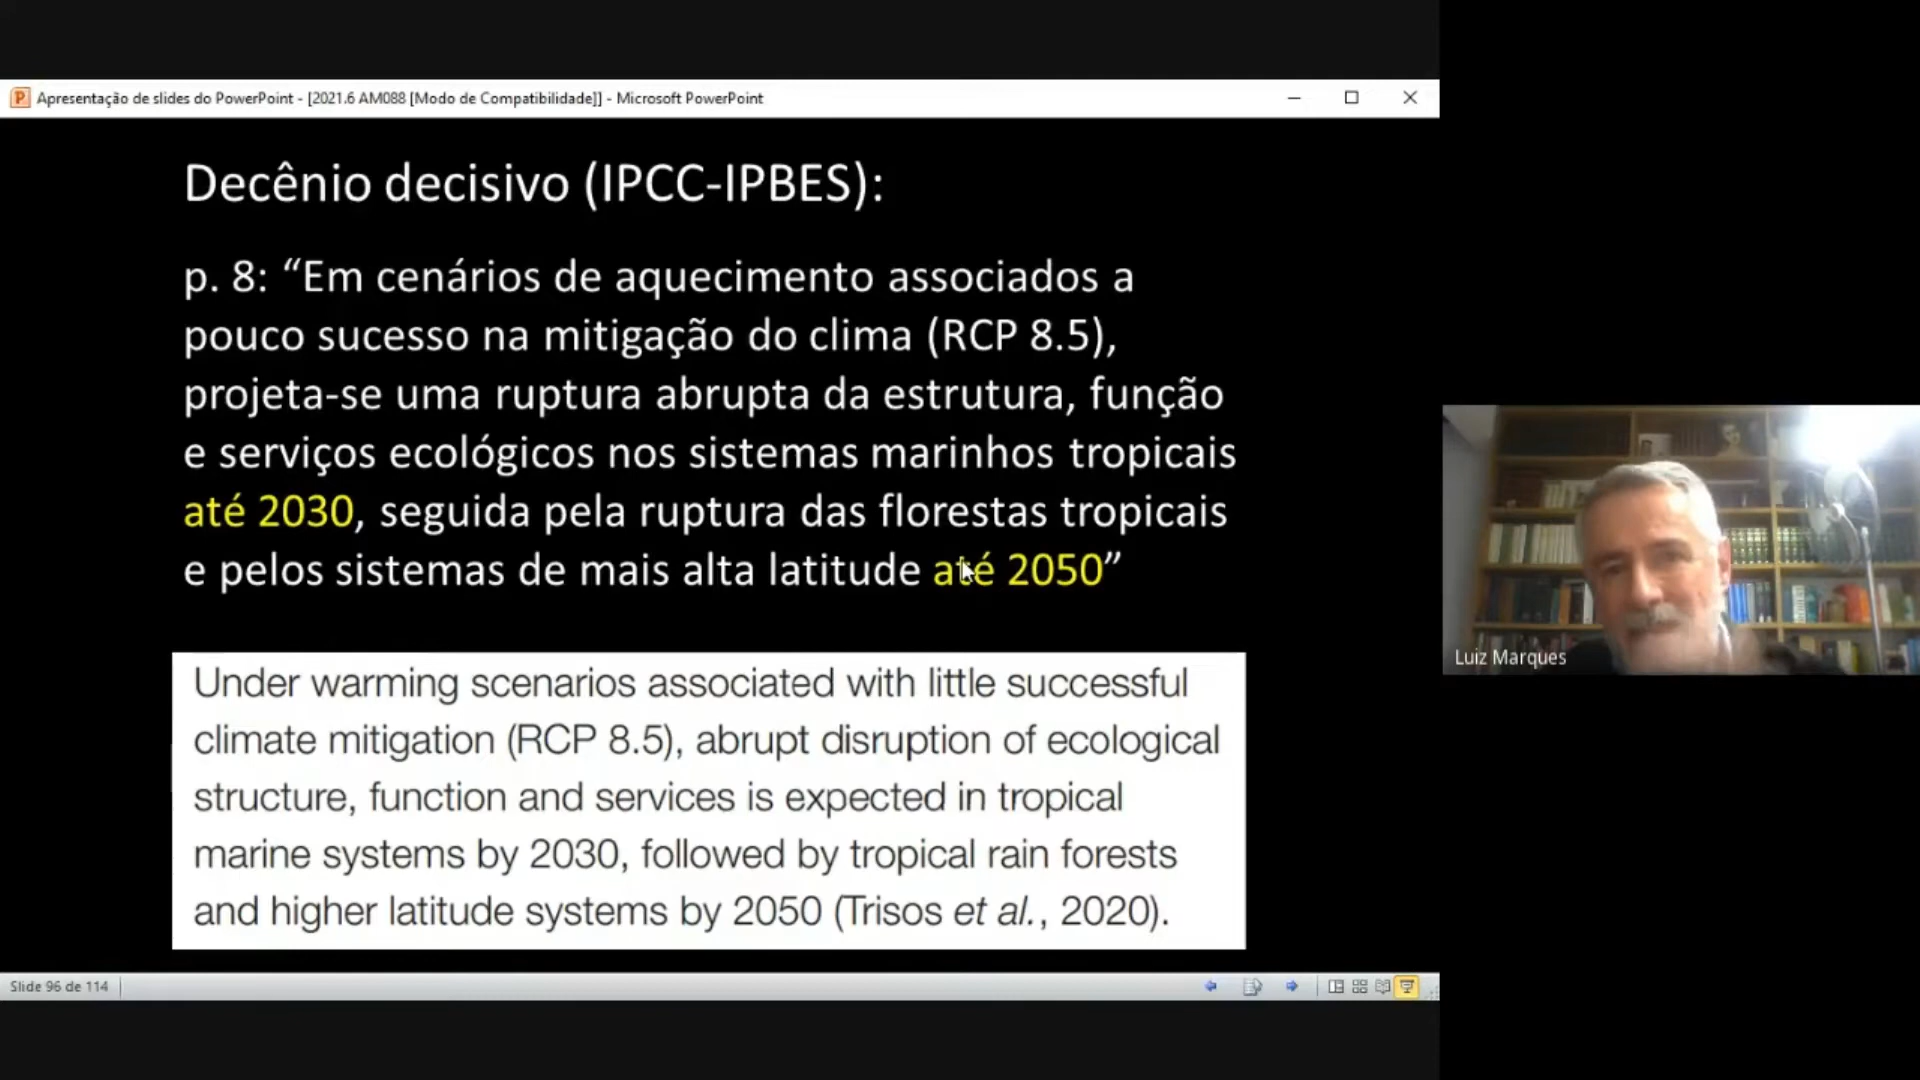 Apresentação de slides do PowerPoint - [2021.6 AM088 [Modo de Compatibilidade]] - Microsoft PowerPoint
Decênio decisivo (IPCC-IPBES):
p. 8: “Em cenários de aquecimento associados a
pouco sucesso na mitigação do clima (RCP 8.5),
projeta-se uma ruptura abrupta da estrutura, função
e serviços ecológicos nos sistemas marinhos tropicais
até 2030, seguida pela ruptura das florestas tropicais
e pelos sistemas de mais alta latitude até 2050”
Under warming scenarios associated with little successful
climate mitigation (RCP 8.5), abrupt disruption of ecological
structure, function and services is expected in tropical
marine systems by 2030, followed by tropical rain forests
and higher latitude systems by 2050 (Trisos et al., 2020).
Luiz Marques
Slide 96 de 114